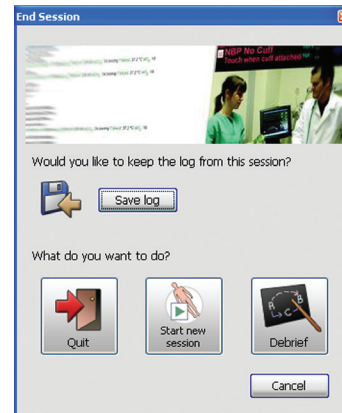 End Session
NBP No Cuff
Touch when cuff attached
Would you like to keep the log from this session?
Save log
What do you want to do?
Quit
Start new
session
Debrief
A
B
C
Cancel